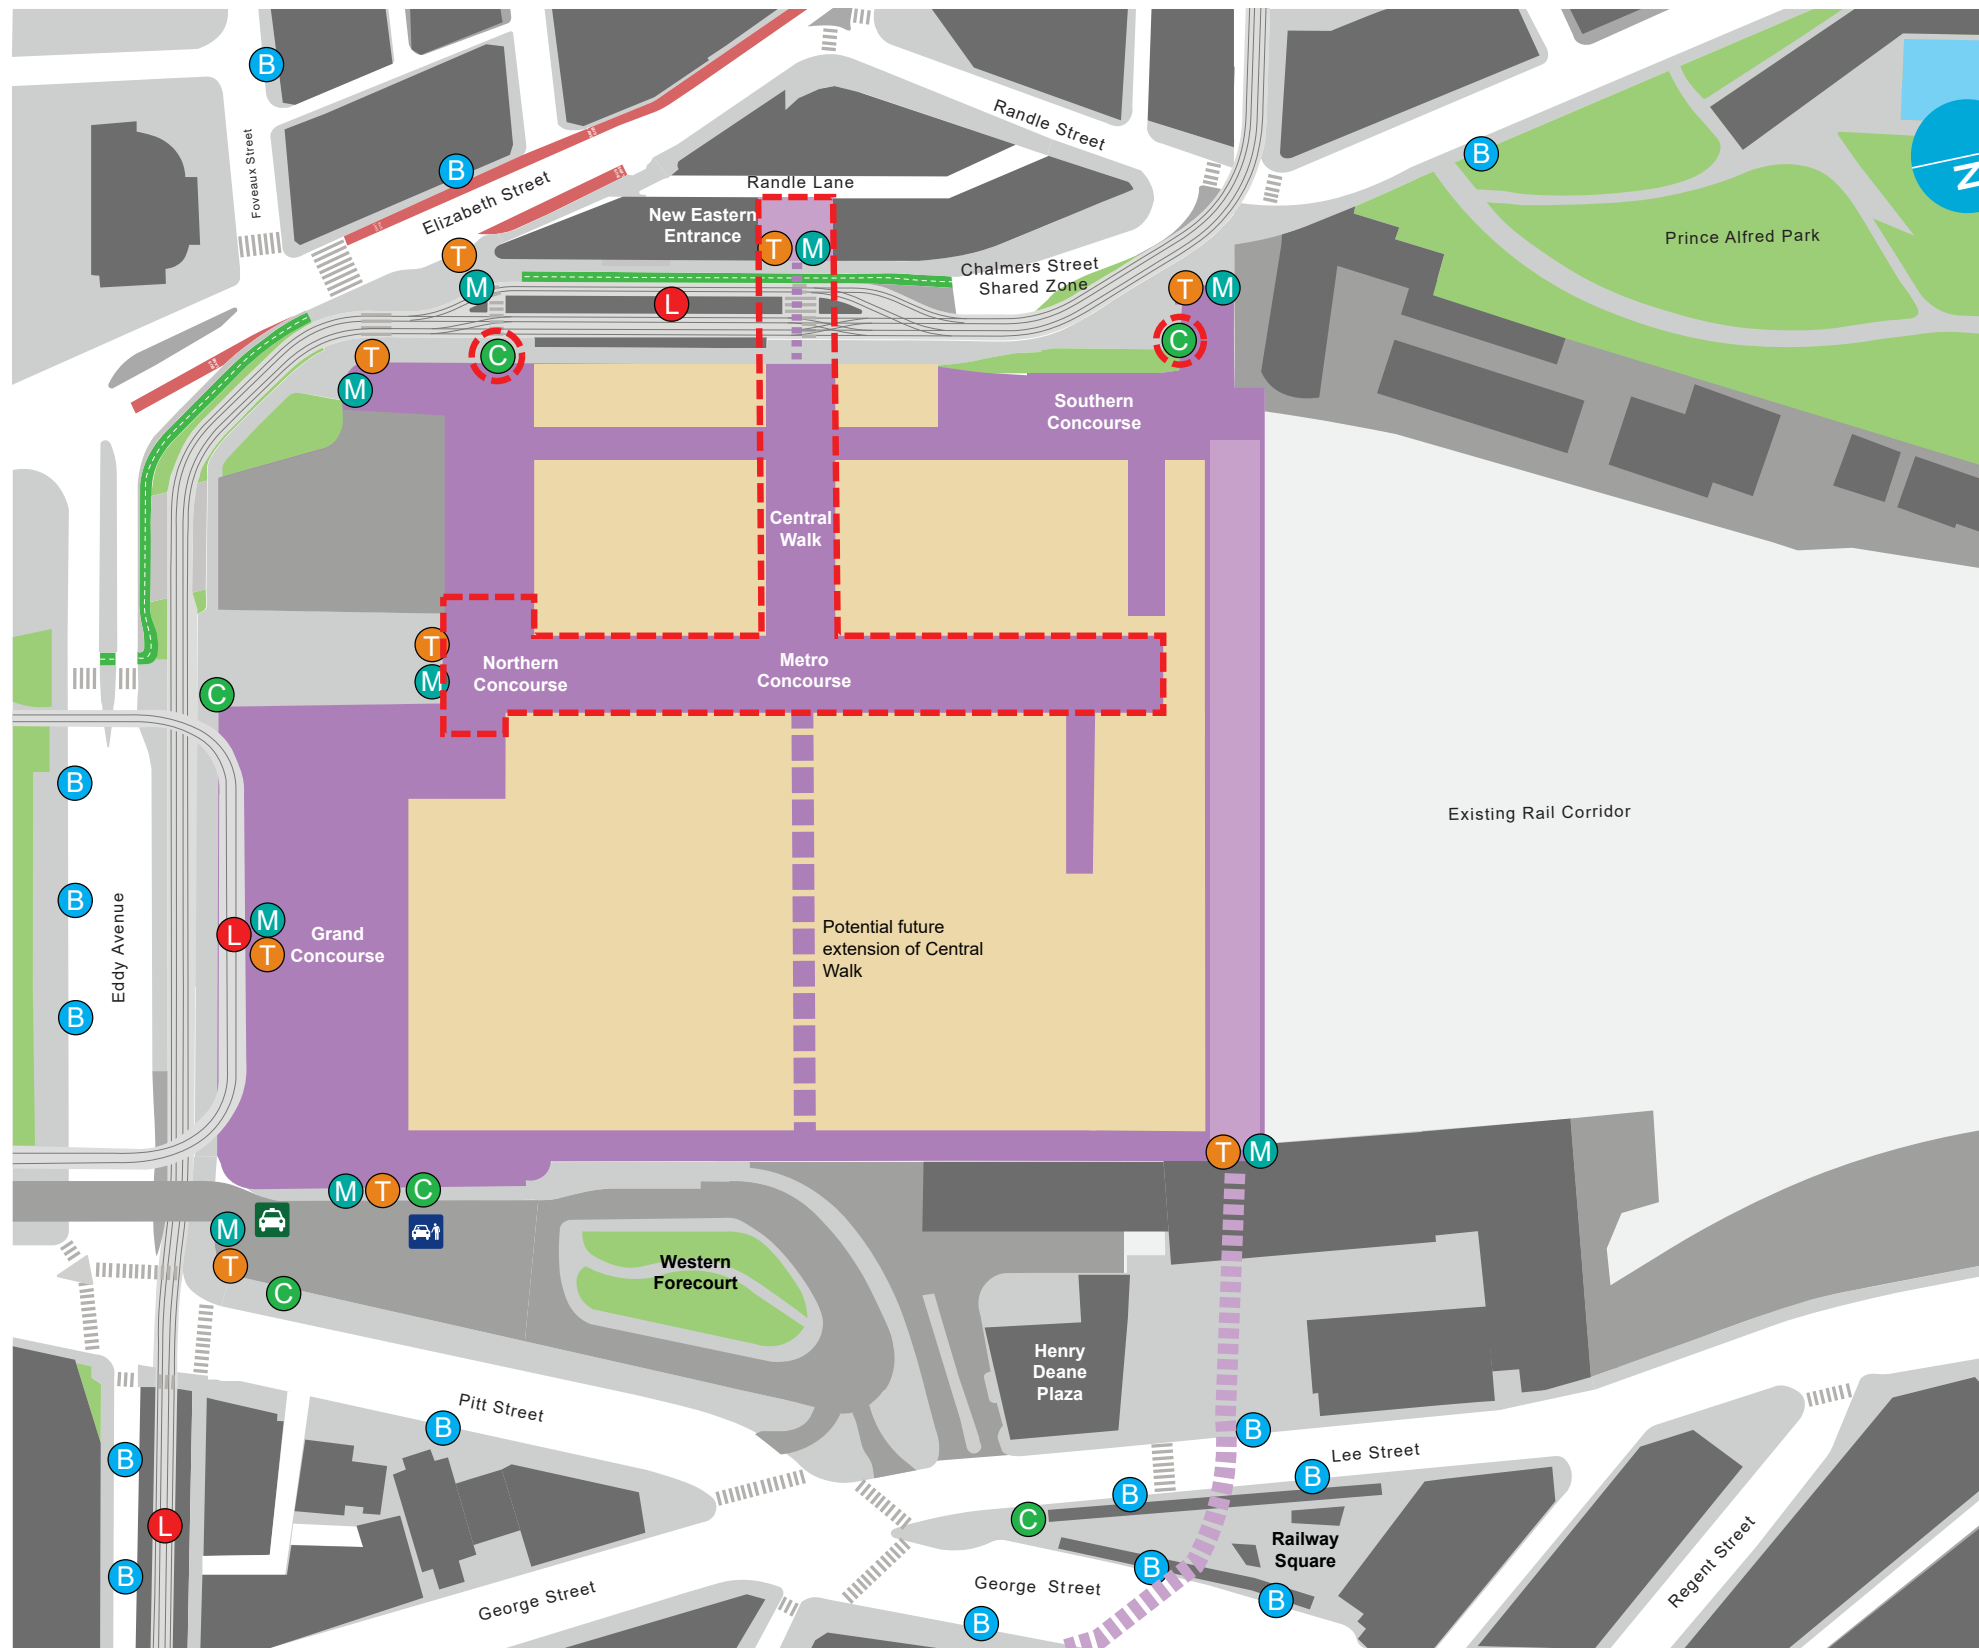 B
Foveaux Street
B
Elizabeth Street
Randle Street
B
N
Randle Lane
New Eastern
Entrance
T
M
Prince Alfred Park
T
M
L
Chalmers Street
Shared Zone
T
M
C
C
T
M
Southern
Concourse
Central
Walk
T
M
Northern
Concourse
Metro
Concourse
C
B
Existing Rail Corridor
B
Eddy Avenue
L
M
T
Grand
Concourse
Potential future
extension of Central
Walk
B
T
M
M
T
C
M
T
C
Western
Forecourt
Henry
Deane
Plaza
Pitt Street
B
B
L
B
B
Lee Street
B
B
C
Railway
Square
B
B
George Street
George Street
B
Regent Street